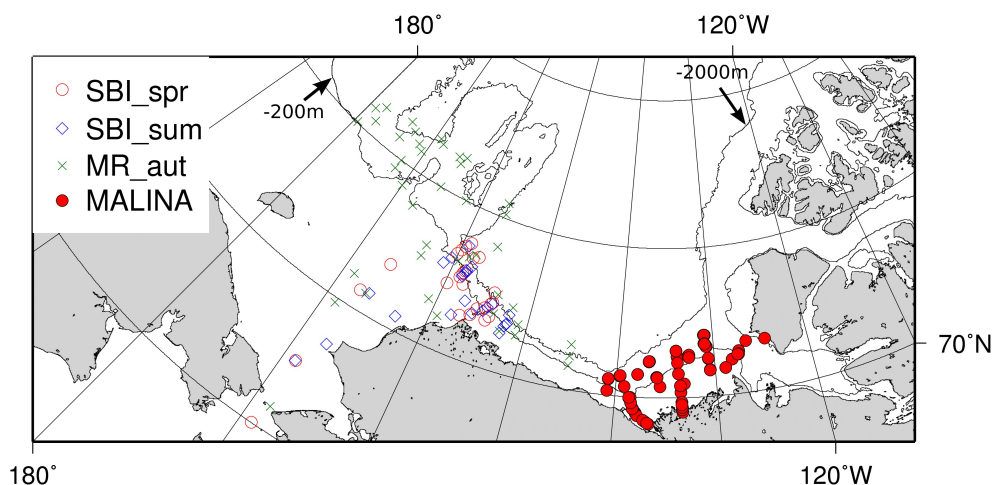 180˚ 120˚W
-2000m
-200m
SBI_spr
SBI_sum
MR_aut
MALINA
70˚N
180˚ 120˚W